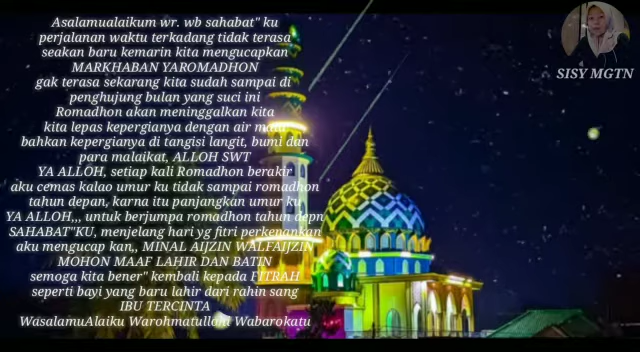 Asalamualaikum wr. wb sahabat" ku
perjalanan waktu terkadang tidak terasa
seakan baru kemarin kita mengucapkan
MARKHABAN YAROMADHON
gak terasa sekarang kita sudah sampai di
penghujung bulan yang suci ini
Romadhon akan meninggalkan kita
kita lepas kepergianya dengan air mata
bahkan kepergianya di tangisi langit, bumi dan
para malaikat, ALLOH SWT
YA ALLOH, setiap kali Romadhon berakir
aku cemas kalao umur ku tidak sampai romadhon
tahun depan, karna itu panjangkan umur ku
YA ALLOH,,, untuk berjumpa romadhon tahun depn
SAHABAT"KU, menjelang hari yg fitri perkenankan
aku mengucap kan,, MINAL AIJZIN WALFAIJZIN
MOHON MAAF LAHIR DAN BATIN
semoga kita bener" kembali kepada FITRAH
seperti bayi yang baru lahir dari rahin sang
IBU TERCINTA
WasalamuAlaiku Warohmatullohi Wabarokatu
SISY MGTN